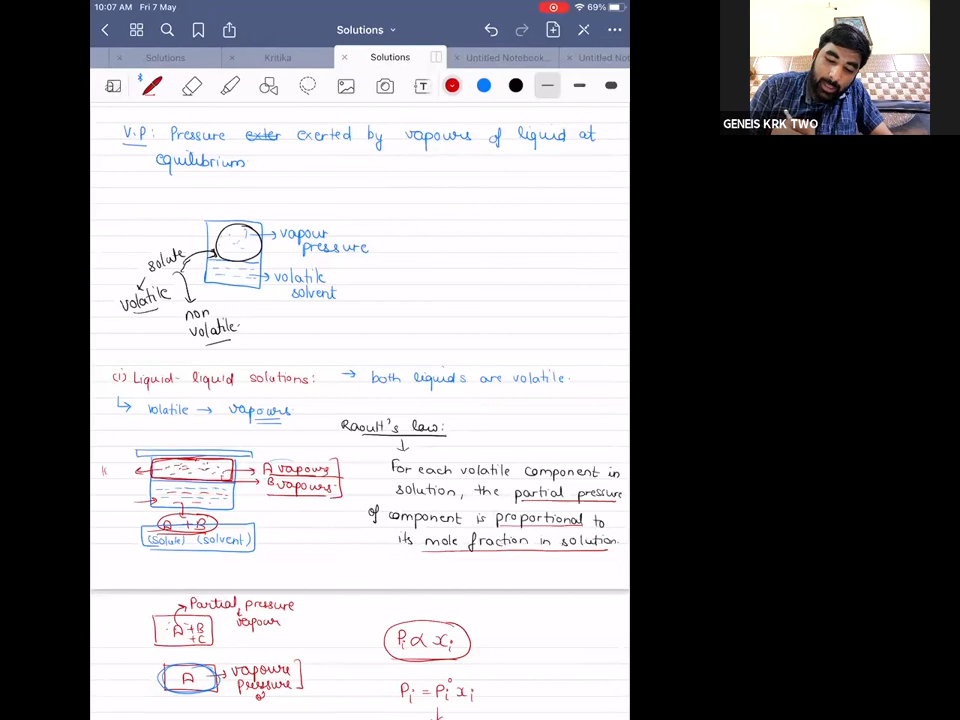 10:07 AM Fri 7 May
69%
Solutions
Solutions
Kritika
Solutions
Untitled Notebook...
Untitled Not
GENEIS KRK TWO
V.P: Pressure exter exerted by vapours of liquid at
equilibrium
vapour
pressure
volatile
solvent
solute
volatile
non
volatile
(i) Liquid-liquid solutions: → both liquids are volatile.
↳ volatile → vapours
Raoult's law:
↓
For each volatile component in
solution, the partial pressure
of component is proportional to
its mole fraction in solution.
A vapours
B vapours
A + B
(solute) (solvent)
Partial pressure
vapour
A+B
+C
A
vapoure
pressure
Pi ∝ xi
Pi = Pi° xi